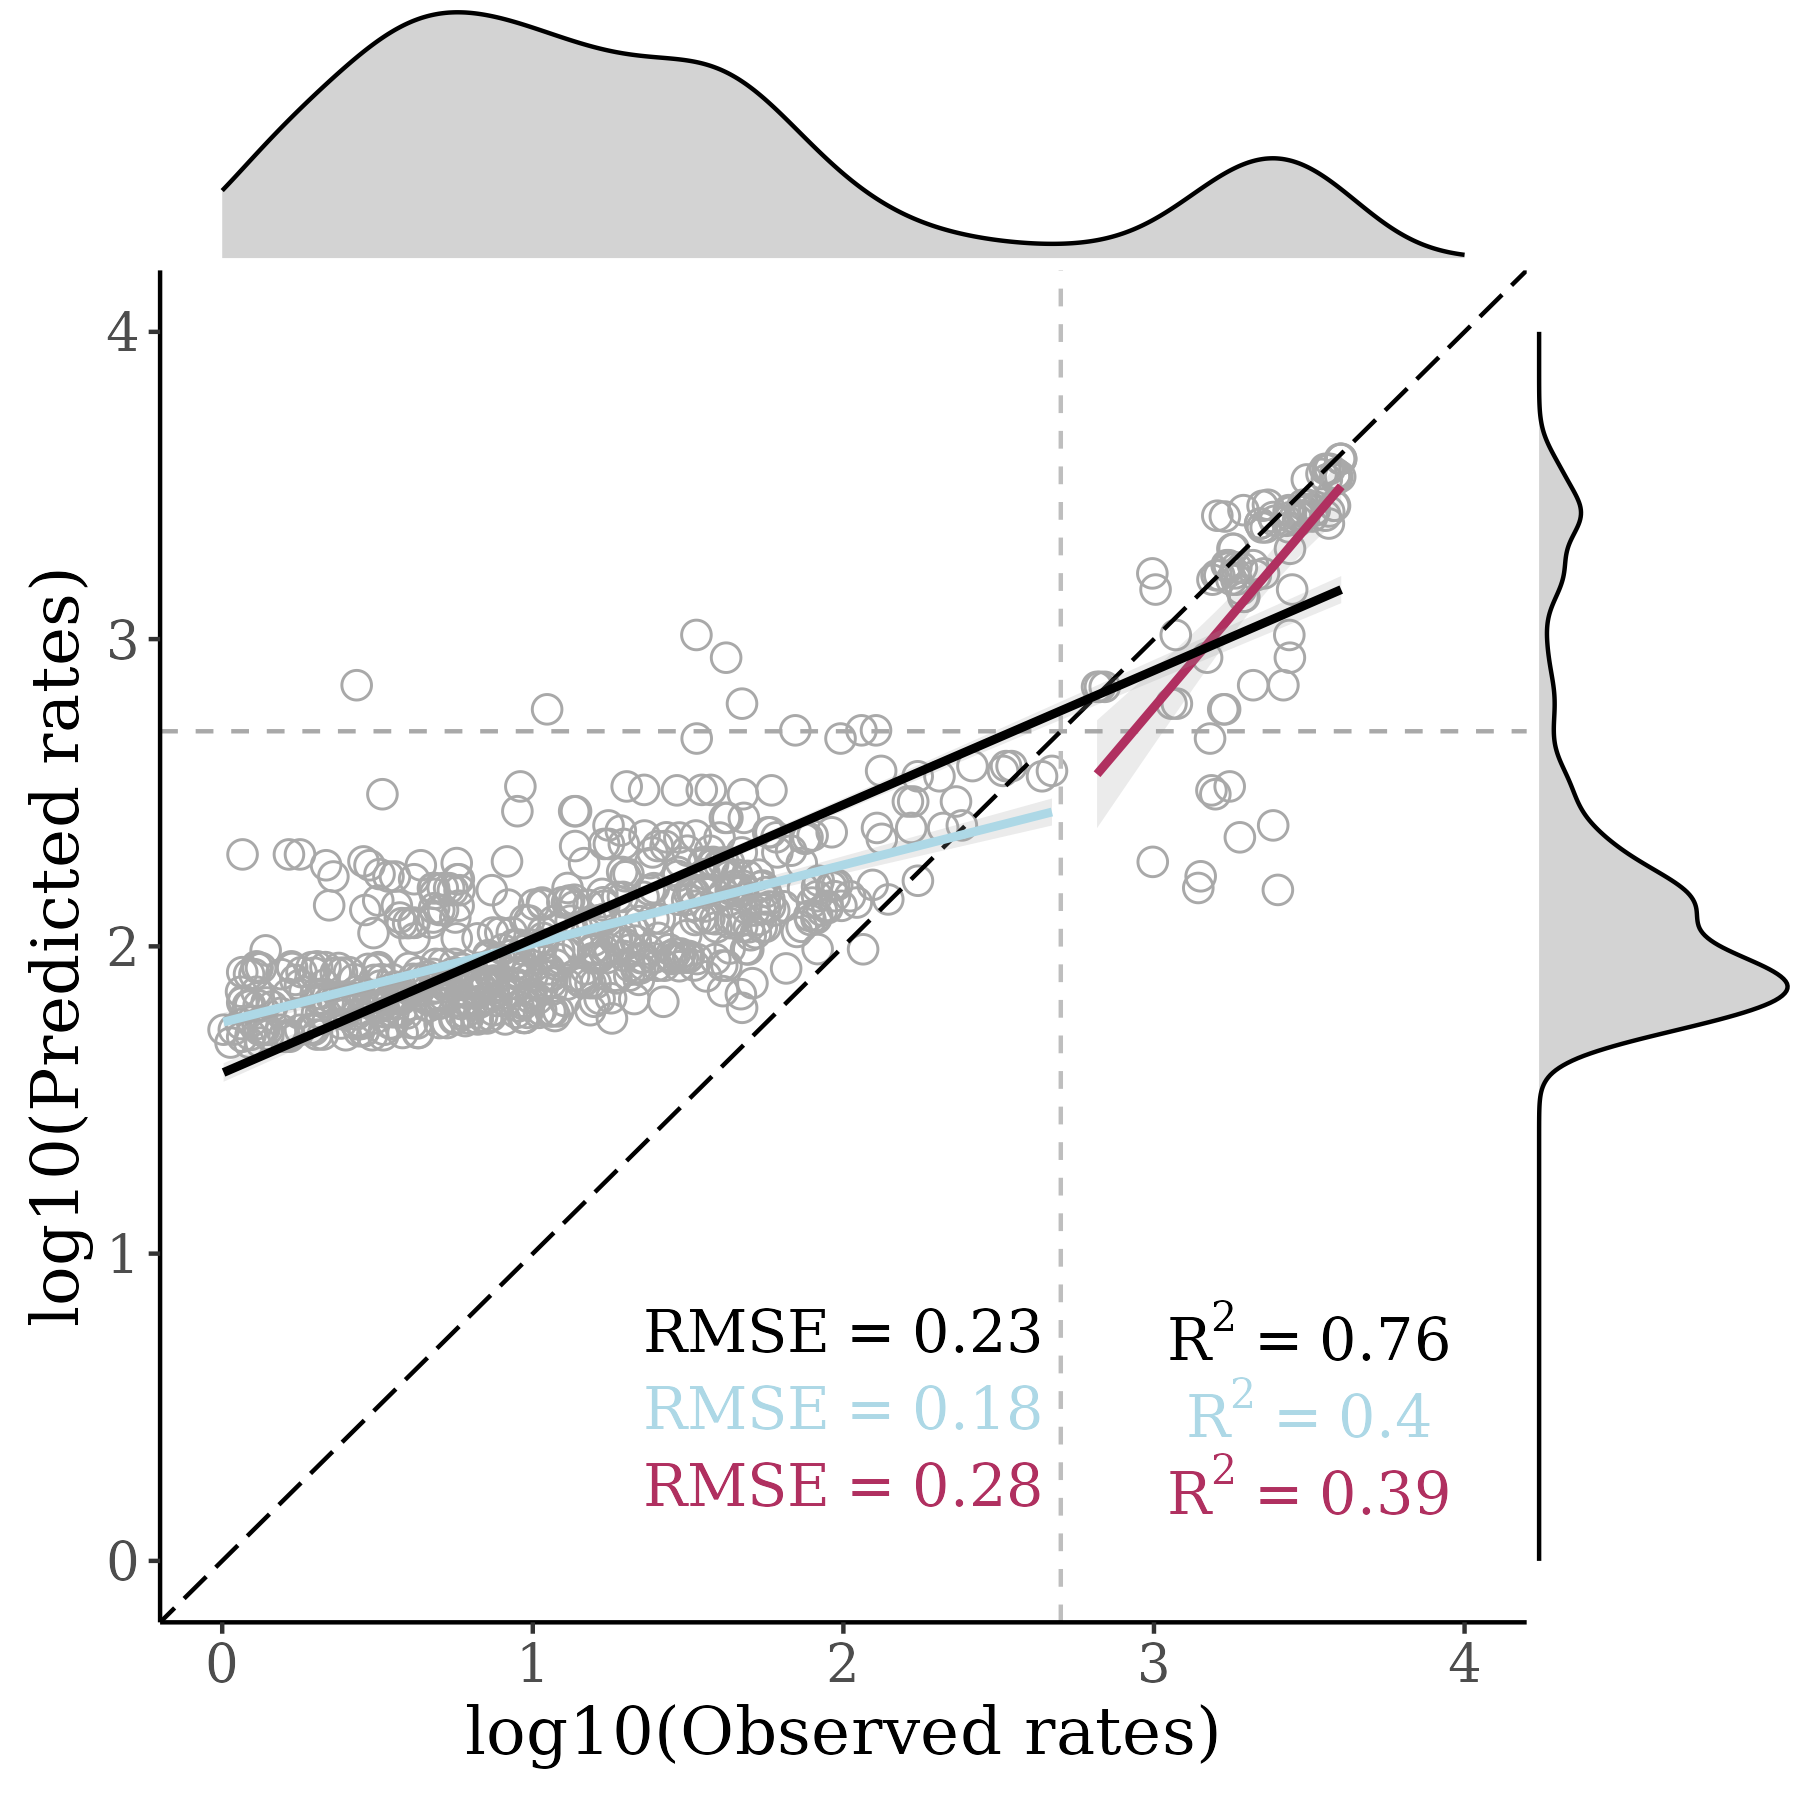 4
3
2
1
0
log10(Predicted rates)
RMSE = 0.23
R² = 0.76
RMSE = 0.18
R² = 0.4
RMSE = 0.28
R² = 0.39
0 1 2 3 4
log10(Observed rates)